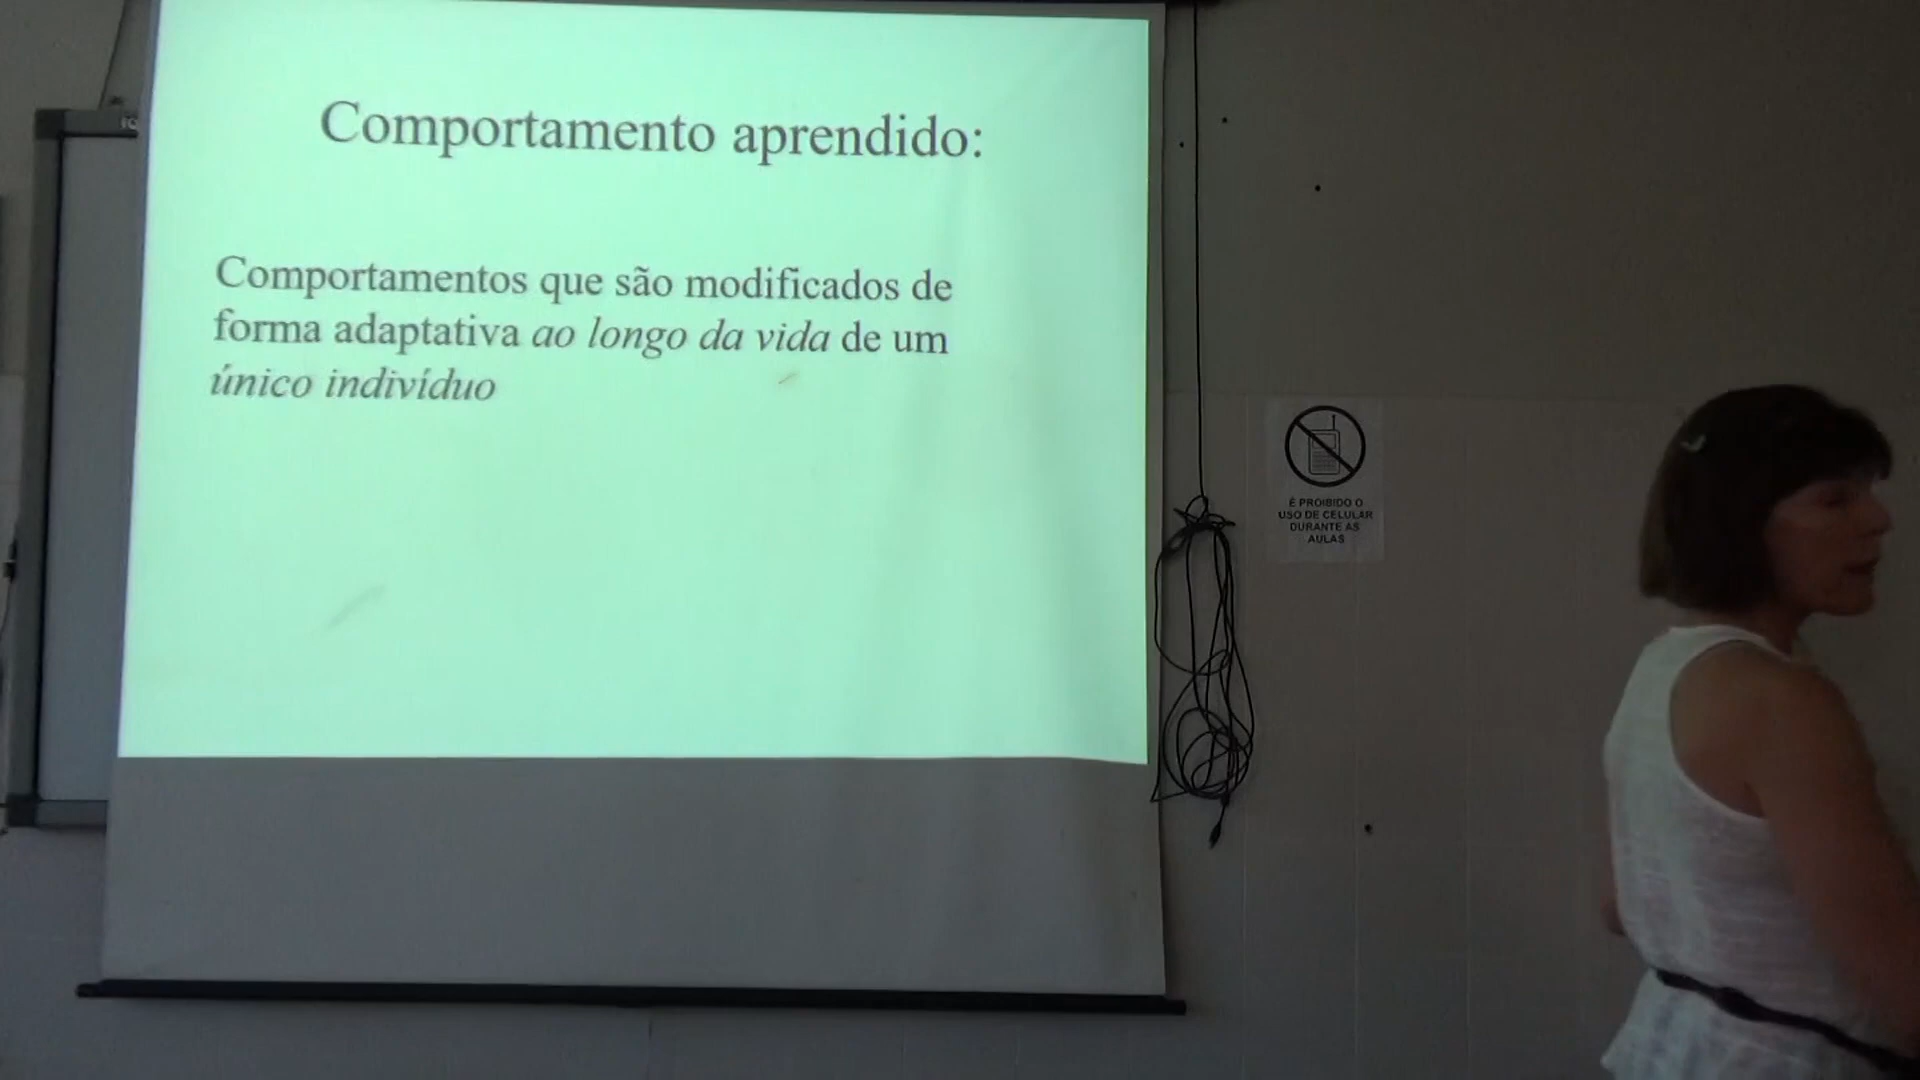 Comportamento aprendido:
Comportamentos que são modificados de
forma adaptativa ao longo da vida de um
único indivíduo
É PROIBIDO O
USO DE CELULAR
DURANTE AS
AULAS